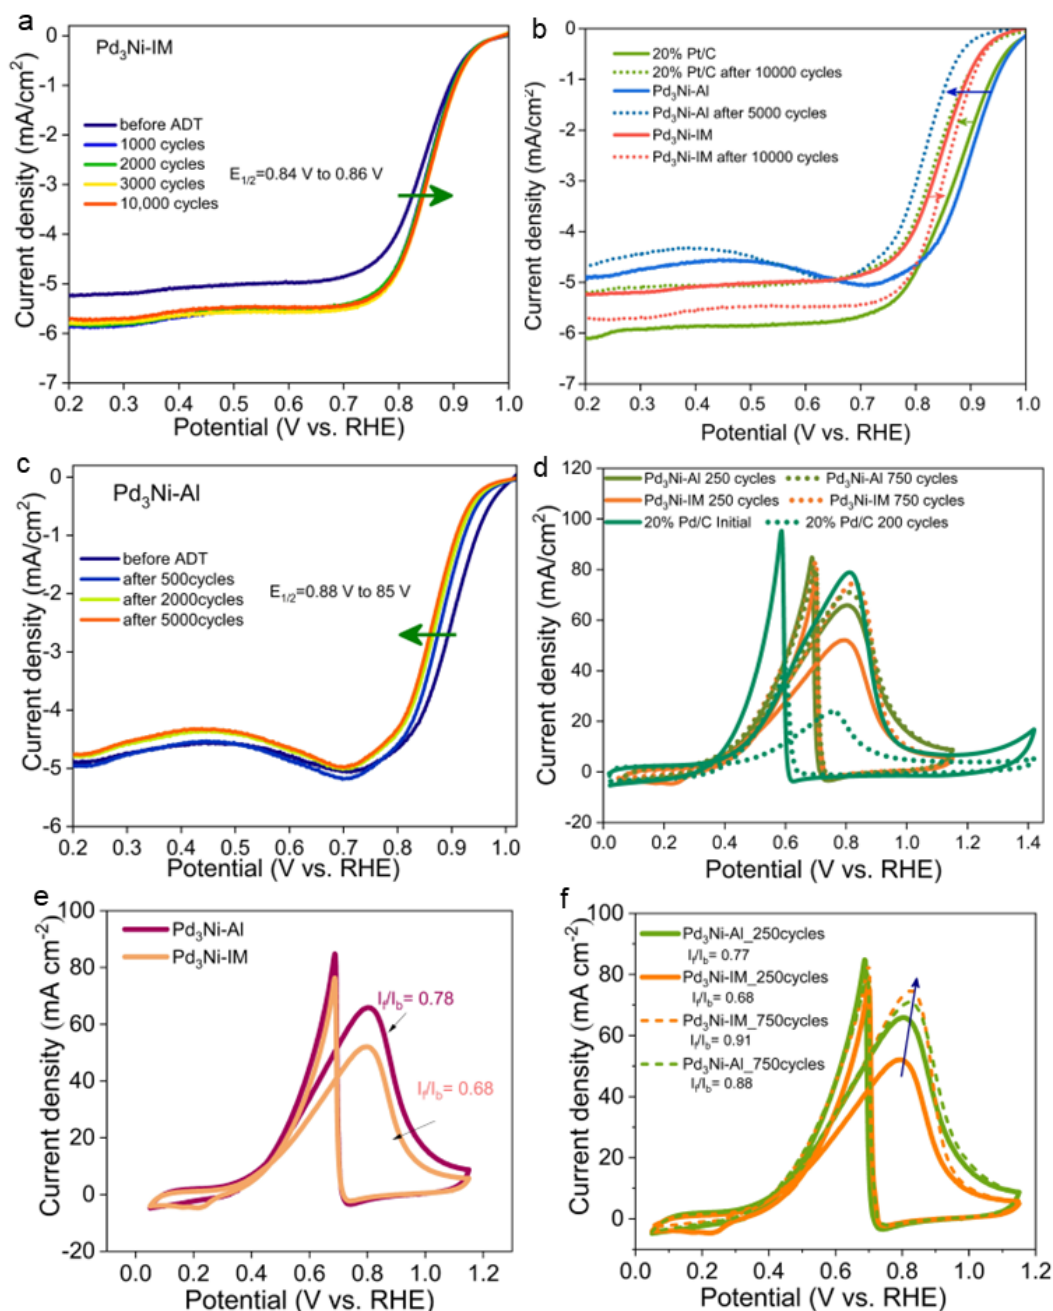 a
Pd3Ni-IM
before ADT
1000 cycles
2000 cycles
3000 cycles
10,000 cycles
E1/2=0.84 V to 0.86 V
0
-1
-2
-3
-4
-5
-6
-7
0.2 0.3 0.4 0.5 0.6 0.7 0.8 0.9 1.0
Current density (mA/cm2)
Potential (V vs. RHE)
b
20% Pt/C
20% Pt/C after 10000 cycles
Pd3Ni-Al
Pd3Ni-Al after 5000 cycles
Pd3Ni-IM
Pd3Ni-IM after 10000 cycles
0
-1
-2
-3
-4
-5
-6
-7
0.2 0.3 0.4 0.5 0.6 0.7 0.8 0.9 1.0
Current density (mA/cm2)
Potential (V vs. RHE)
c
Pd3Ni-Al
before ADT
after 500cycles
after 2000cycles
after 5000cycles
E1/2=0.88 V to 85 V
0
-1
-2
-3
-4
-5
-6
0.2 0.3 0.4 0.5 0.6 0.7 0.8 0.9 1.0
Current density (mA/cm2)
Potential (V vs. RHE)
d
Pd3Ni-Al 250 cycles Pd3Ni-Al 750 cycles
Pd3Ni-IM 250 cycles Pd3Ni-IM 750 cycles
20% Pd/C Initial 20% Pd/C 200 cycles
120
100
80
60
40
20
0
-20
0.0 0.2 0.4 0.6 0.8 1.0 1.2 1.4
Current density (mA/cm2)
Potential (V vs. RHE)
e
Pd3Ni-Al
Pd3Ni-IM
If/Ib= 0.78
If/Ib= 0.68
100
80
60
40
20
0
-20
0.0 0.2 0.4 0.6 0.8 1.0 1.2
Current density (mA cm-2)
Potential (V vs. RHE)
f
Pd3Ni-Al_250cycles
If/Ib= 0.77
Pd3Ni-IM_250cycles
If/Ib= 0.68
Pd3Ni-IM_750cycles
If/Ib= 0.91
Pd3Ni-Al_750cycles
If/Ib= 0.88
100
80
60
40
20
0
0.0 0.2 0.4 0.6 0.8 1.0 1.2
Current density (mA cm-2)
Potential (V vs. RHE)